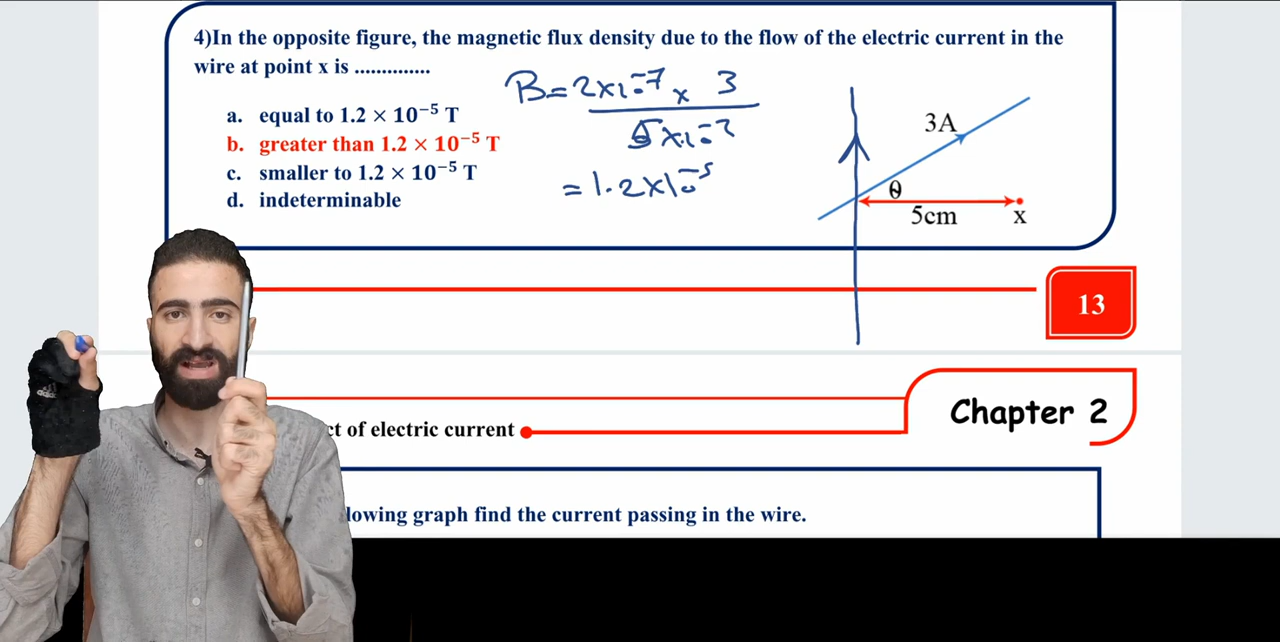 4)In the opposite figure, the magnetic flux density due to the flow of the electric current in the
wire at point x is ..............
a. equal to 1.2 × 10⁻⁵ T
b. greater than 1.2 × 10⁻⁵ T
c. smaller to 1.2 × 10⁻⁵ T
d. indeterminable
B = 2×10⁻⁷ × 3
5×10⁻²
= 1.2×10⁻⁵
3A
θ
5cm
x
13
Chapter 2
ct of electric current
lowing graph find the current passing in the wire.